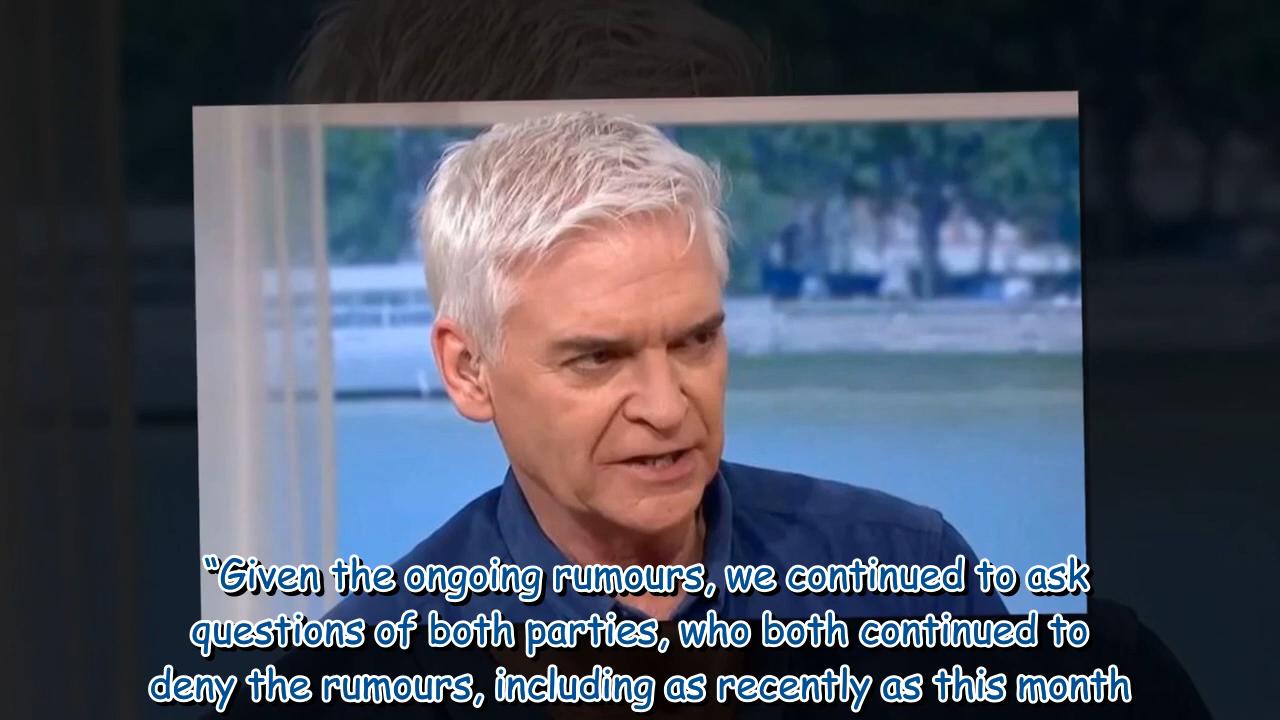 “Given the ongoing rumours, we continued to ask
questions of both parties, who both continued to
deny the rumours, including as recently as this month